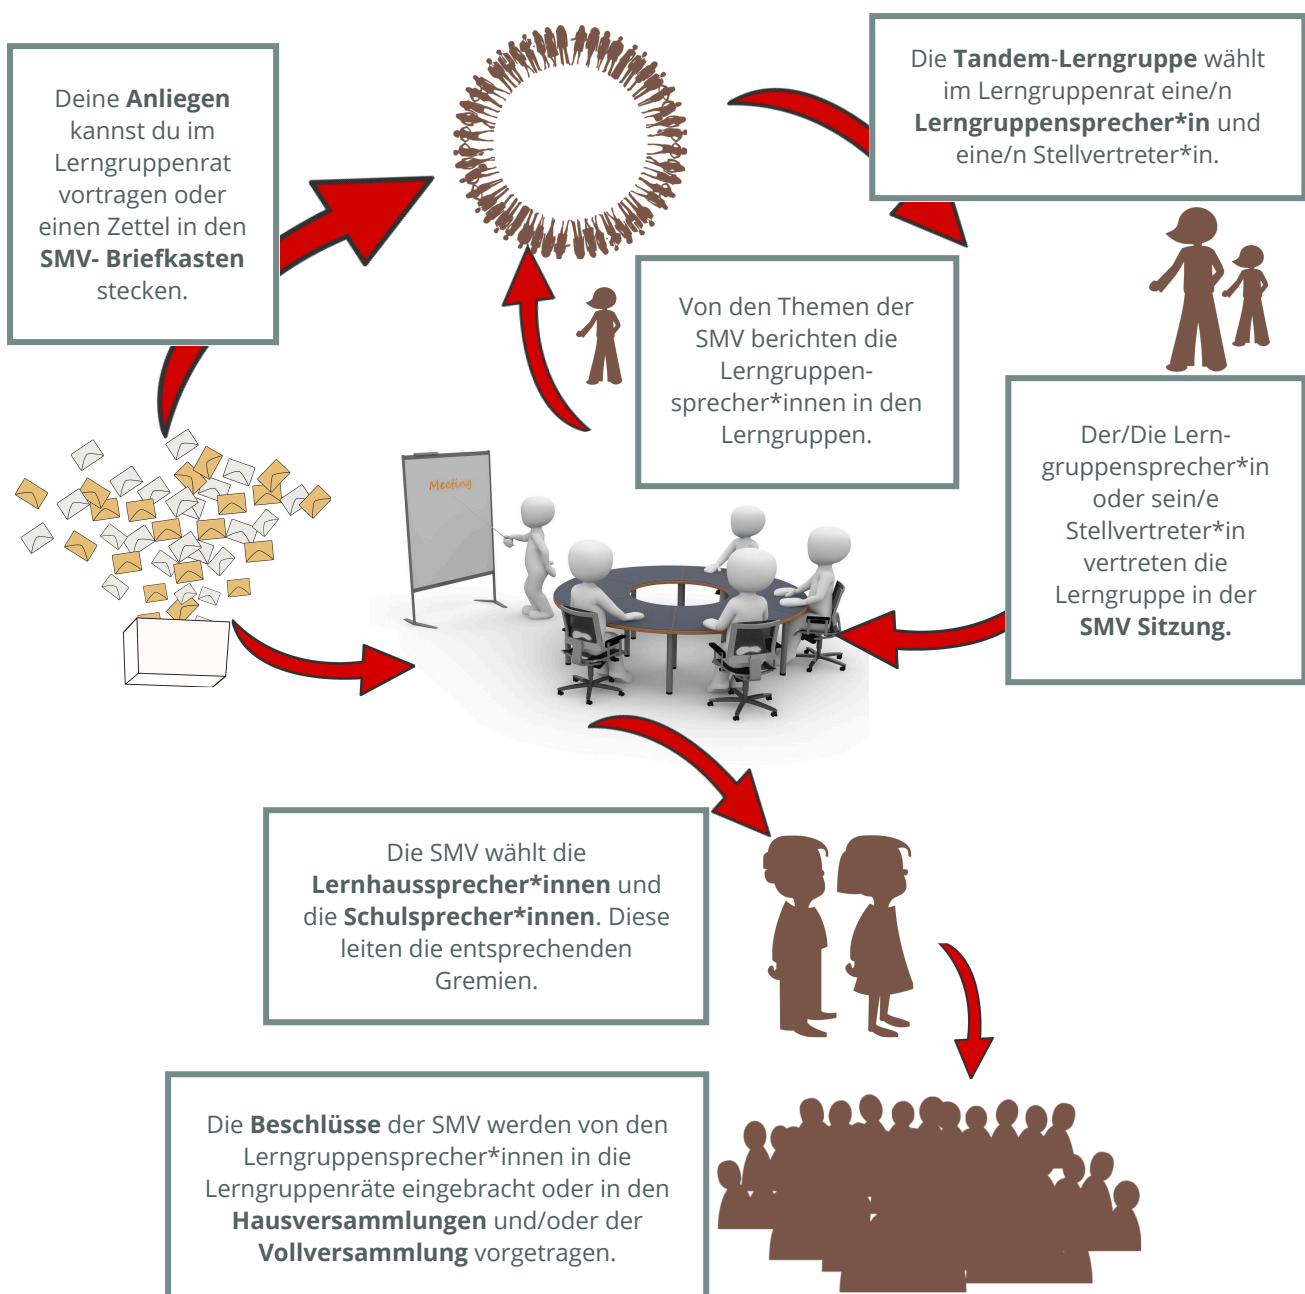 Deine Anliegen
kannst du im
Lerngruppenrat
vortragen oder
einen Zettel in den
SMV- Briefkasten
stecken.
Die Tandem-Lerngruppe wählt
im Lerngruppenrat eine/n
Lerngruppensprecher*in und
eine/n Stellvertreter*in.
Von den Themen der
SMV berichten die
Lerngruppen-
sprecher*innen in den
Lerngruppen.
Der/Die Lern-
gruppensprecher*in
oder sein/e
Stellvertreter*in
vertreten die
Lerngruppe in der
SMV Sitzung.
Meeting
Die SMV wählt die
Lernhaussprecher*innen und
die Schulsprecher*innen. Diese
leiten die entsprechenden
Gremien.
Die Beschlüsse der SMV werden von den
Lerngruppensprecher*innen in die
Lerngruppenräte eingebracht oder in den
Hausversammlungen und/oder der
Vollversammlung vorgetragen.